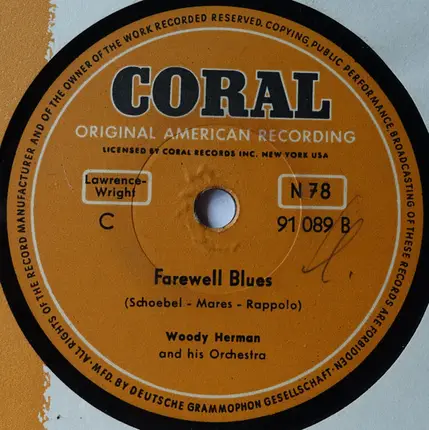 ALL RIGHTS OF THE RECORD MANUFACTURER AND OF THE OWNER OF THE WORK RECORDED RESERVED. COPYING, PUBLIC PERFORMANCE, BROADCASTING OF THESE RECORDS ARE FORBIDDEN
CORAL
ORIGINAL AMERICAN RECORDING
LICENSED BY CORAL RECORDS INC. NEW YORK USA
Lawrence-
Wright
N 78
C
91 089 B
Farewell Blues
(Schoebel - Mares - Rappolo)
Woody Herman
and his Orchestra
MFD. BY DEUTSCHE GRAMMOPHON GESELLSCHAFT